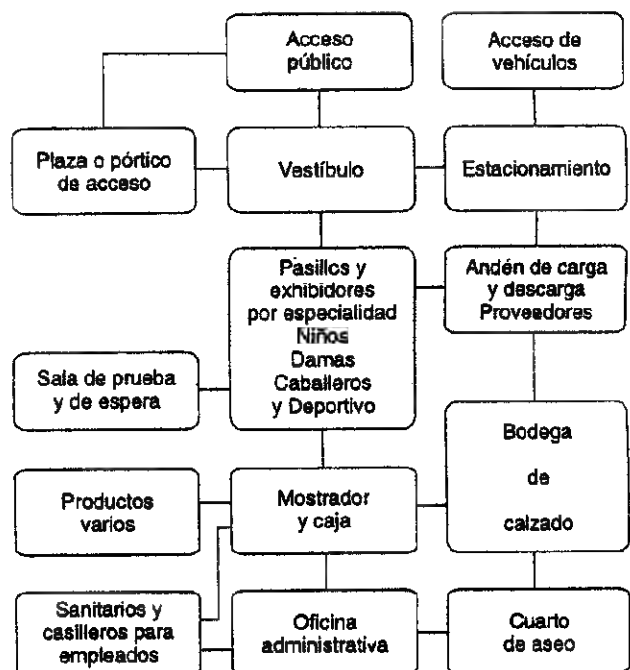 Acceso
público
Acceso de
vehículos
Plaza o pórtico
de acceso
Vestíbulo
Estacionamiento
Pasillos y
exhibidores
por especialidad
Niños
Damas
Caballeros
y Deportivo
Andén de carga
y descarga
Proveedores
Sala de prueba
y de espera
Bodega
de
calzado
Productos
varios
Mostrador
y caja
Sanitarios y
casilleros para
empleados
Oficina
administrativa
Cuarto
de aseo